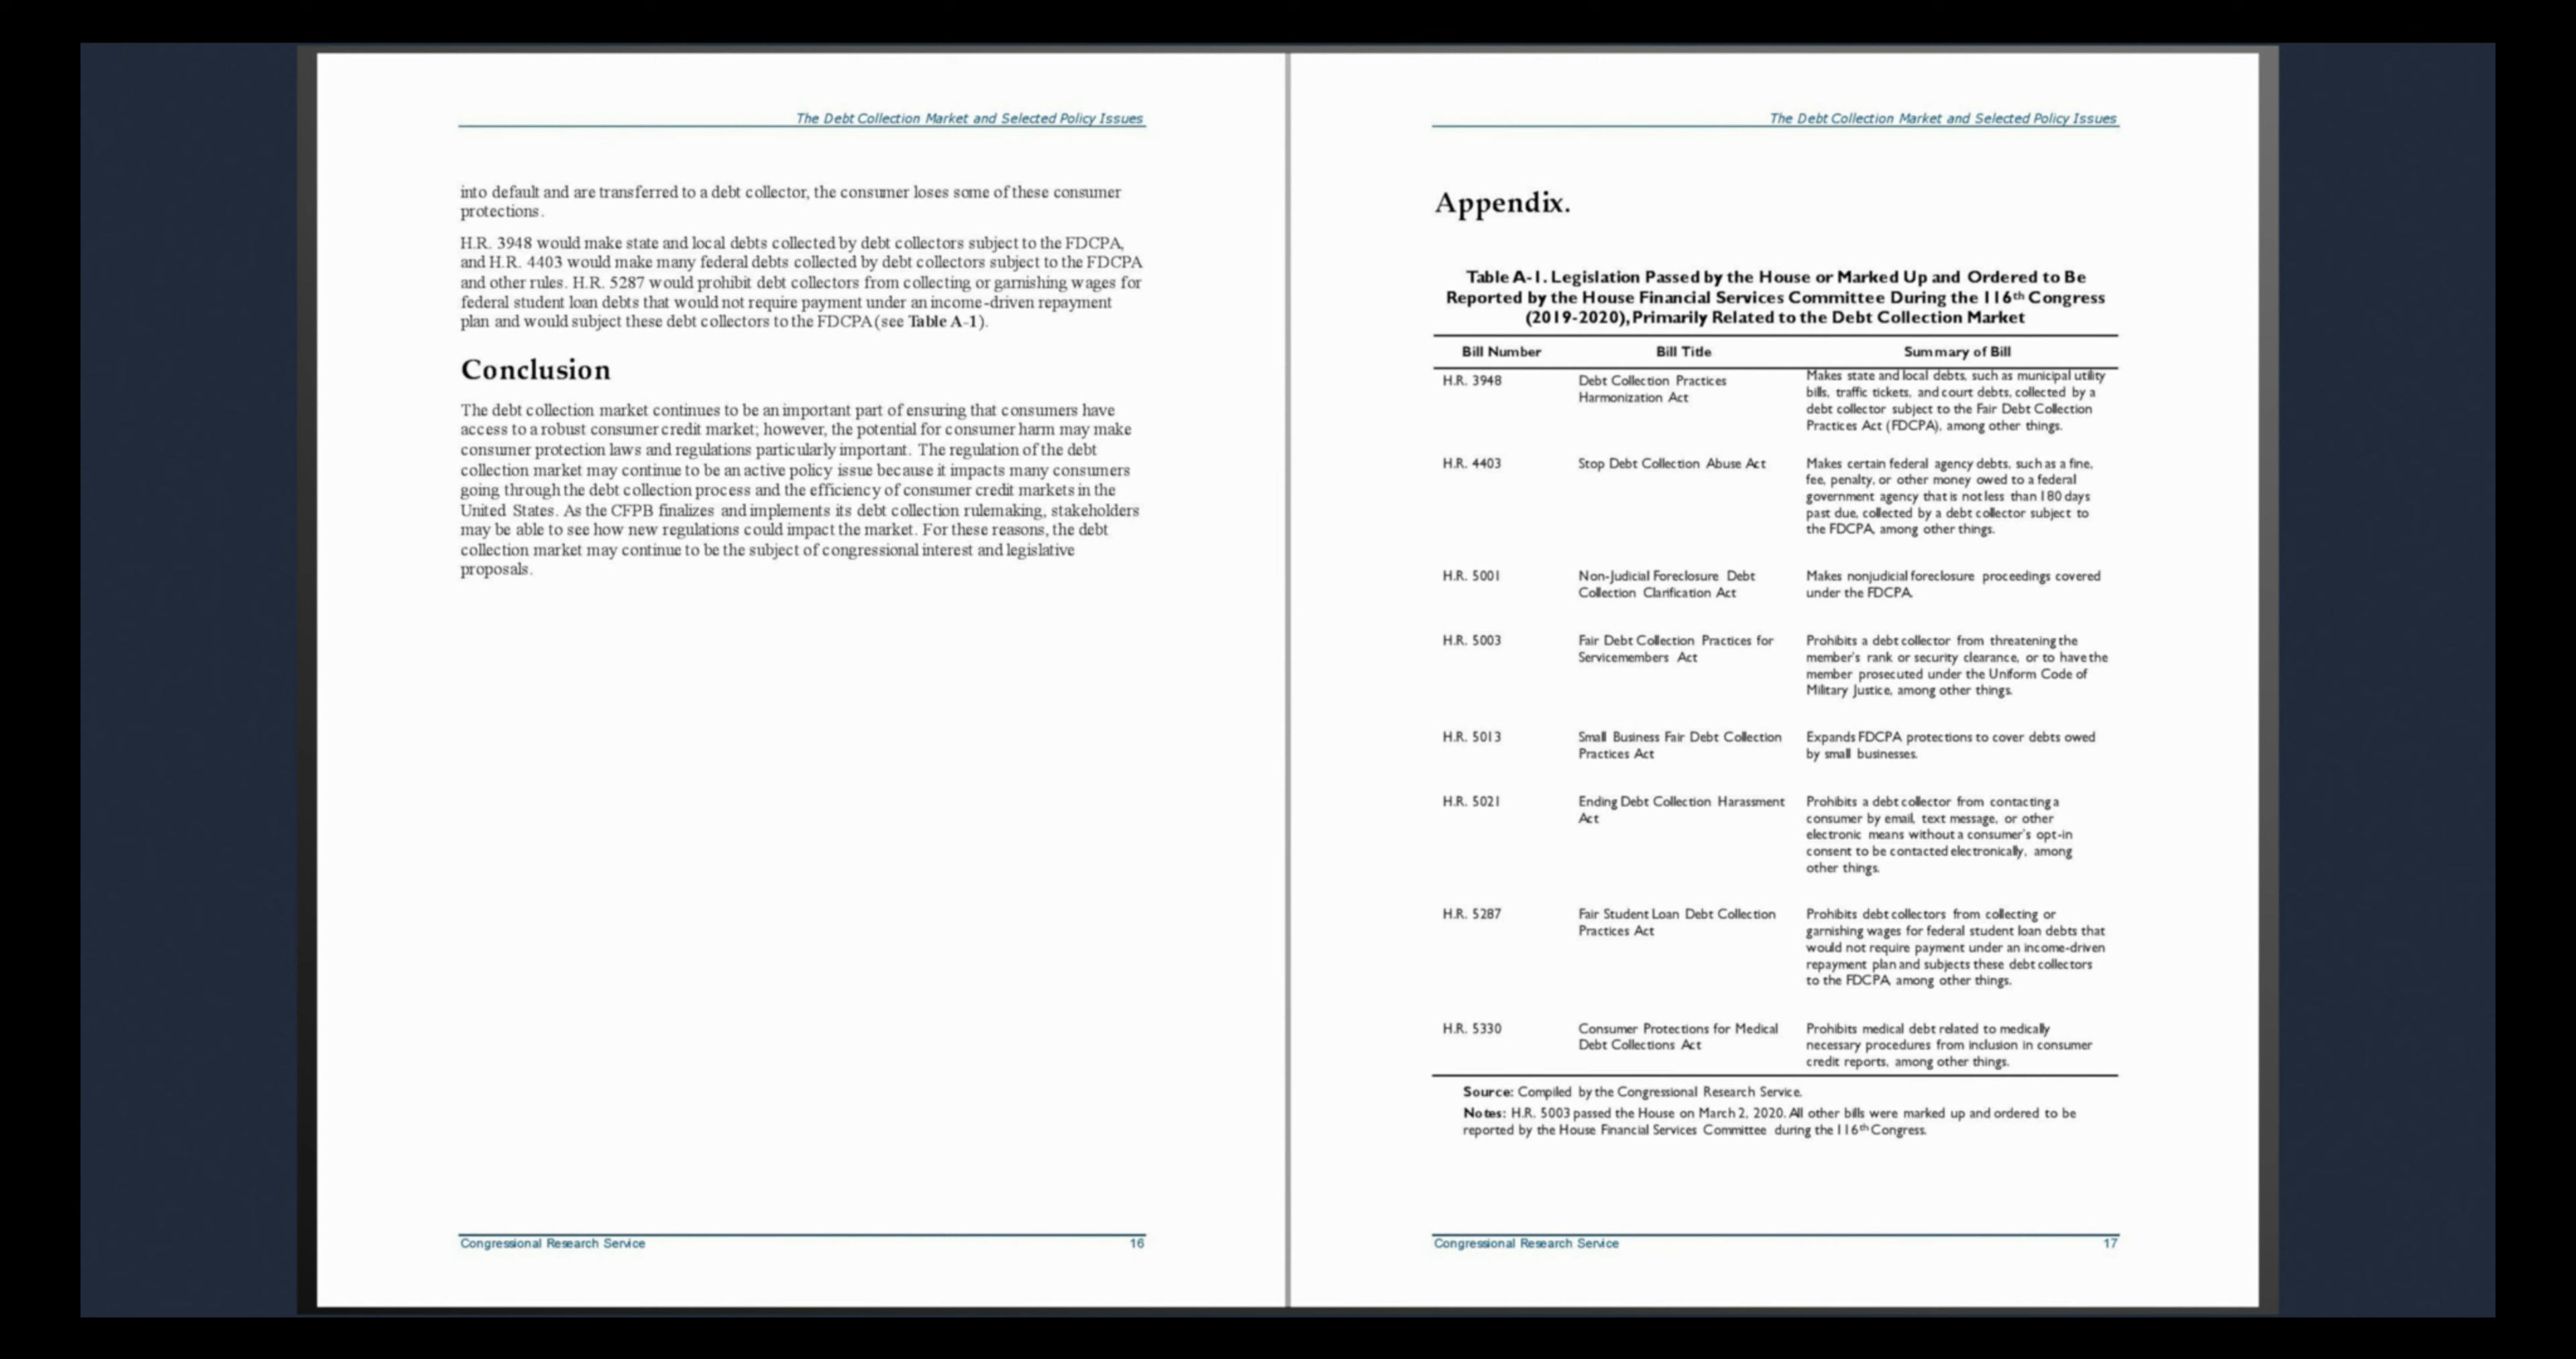 The Debt Collection Market and Selected Policy Issues
into default and are transferred to a debt collector, the consumer loses some of these consumer
protections.
H.R. 3948 would make state and local debts collected by debt collectors subject to the FDCPA,
and H.R. 4403 would make many federal debts collected by debt collectors subject to the FDCPA
and other rules. H.R. 5287 would prohibit debt collectors from collecting or garnishing wages for
federal student loan debts that would not require payment under an income-driven repayment
plan and would subject these debt collectors to the FDCPA (see Table A-1).
Conclusion
The debt collection market continues to be an important part of ensuring that consumers have
access to a robust consumer credit market; however, the potential for consumer harm may make
consumer protection laws and regulations particularly important. The regulation of the debt
collection market may continue to be an active policy issue because it impacts many consumers
going through the debt collection process and the efficiency of consumer credit markets in the
United States. As the CFPB finalizes and implements its debt collection rulemaking, stakeholders
may be able to see how new regulations could impact the market. For these reasons, the debt
collection market may continue to be the subject of congressional interest and legislative
proposals.
Congressional Research Service 16
The Debt Collection Market and Selected Policy Issues
Appendix.
Table A-1. Legislation Passed by the House or Marked Up and Ordered to Be
Reported by the House Financial Services Committee During the 116th Congress
(2019-2020), Primarily Related to the Debt Collection Market
Bill Number Bill Title Summary of Bill
H.R. 3948
Debt Collection Practices
Harmonization Act
Makes state and local debts, such as municipal utility
bills, traffic tickets, and court debts, collected by a
debt collector subject to the Fair Debt Collection
Practices Act (FDCPA), among other things.
H.R. 4403
Stop Debt Collection Abuse Act
Makes certain federal agency debts, such as a fine,
fee, penalty, or other money owed to a federal
government agency that is not less than 180 days
past due, collected by a debt collector subject to
the FDCPA, among other things.
H.R. 5001
Non-Judicial Foreclosure Debt
Collection Clarification Act
Makes nonjudicial foreclosure proceedings covered
under the FDCPA.
H.R. 5003
Fair Debt Collection Practices for
Servicemembers Act
Prohibits a debt collector from threatening the
member's rank or security clearance, or to have the
member prosecuted under the Uniform Code of
Military Justice, among other things.
H.R. 5013
Small Business Fair Debt Collection
Practices Act
Expands FDCPA protections to cover debts owed
by small businesses.
H.R. 5021
Ending Debt Collection Harassment
Act
Prohibits a debt collector from contacting a
consumer by email, text message, or other
electronic means without a consumer's opt-in
consent to be contacted electronically, among
other things.
H.R. 5287
Fair Student Loan Debt Collection
Practices Act
Prohibits debt collectors from collecting or
garnishing wages for federal student loan debts that
would not require payment under an income-driven
repayment plan and subjects these debt collectors
to the FDCPA, among other things.
H.R. 5330
Consumer Protections for Medical
Debt Collections Act
Prohibits medical debt related to medically
necessary procedures from inclusion in consumer
credit reports, among other things.
Source: Compiled by the Congressional Research Service.
Notes: H.R. 5003 passed the House on March 2, 2020. All other bills were marked up and ordered to be
reported by the House Financial Services Committee during the 116th Congress.
Congressional Research Service 17